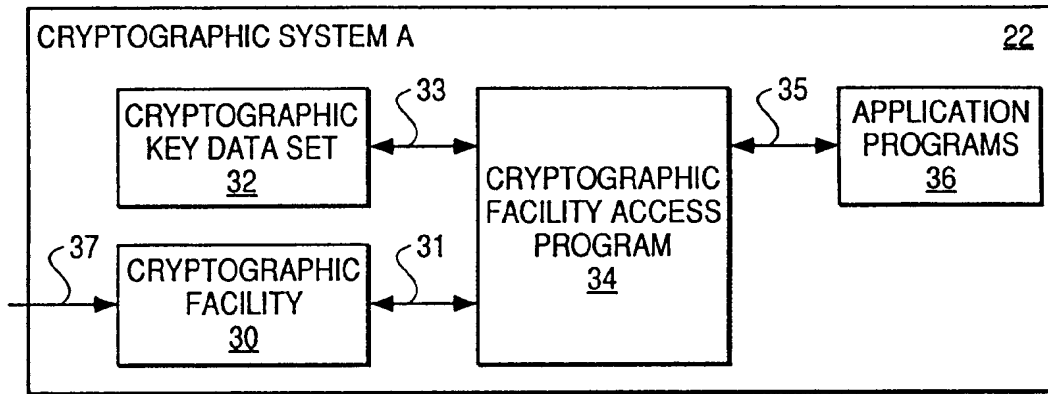 CRYPTOGRAPHIC SYSTEM A
22
CRYPTOGRAPHIC
KEY DATA SET
32
33
CRYPTOGRAPHIC
FACILITY ACCESS
PROGRAM
34
35
APPLICATION
PROGRAMS
36
37
CRYPTOGRAPHIC
FACILITY
30
31